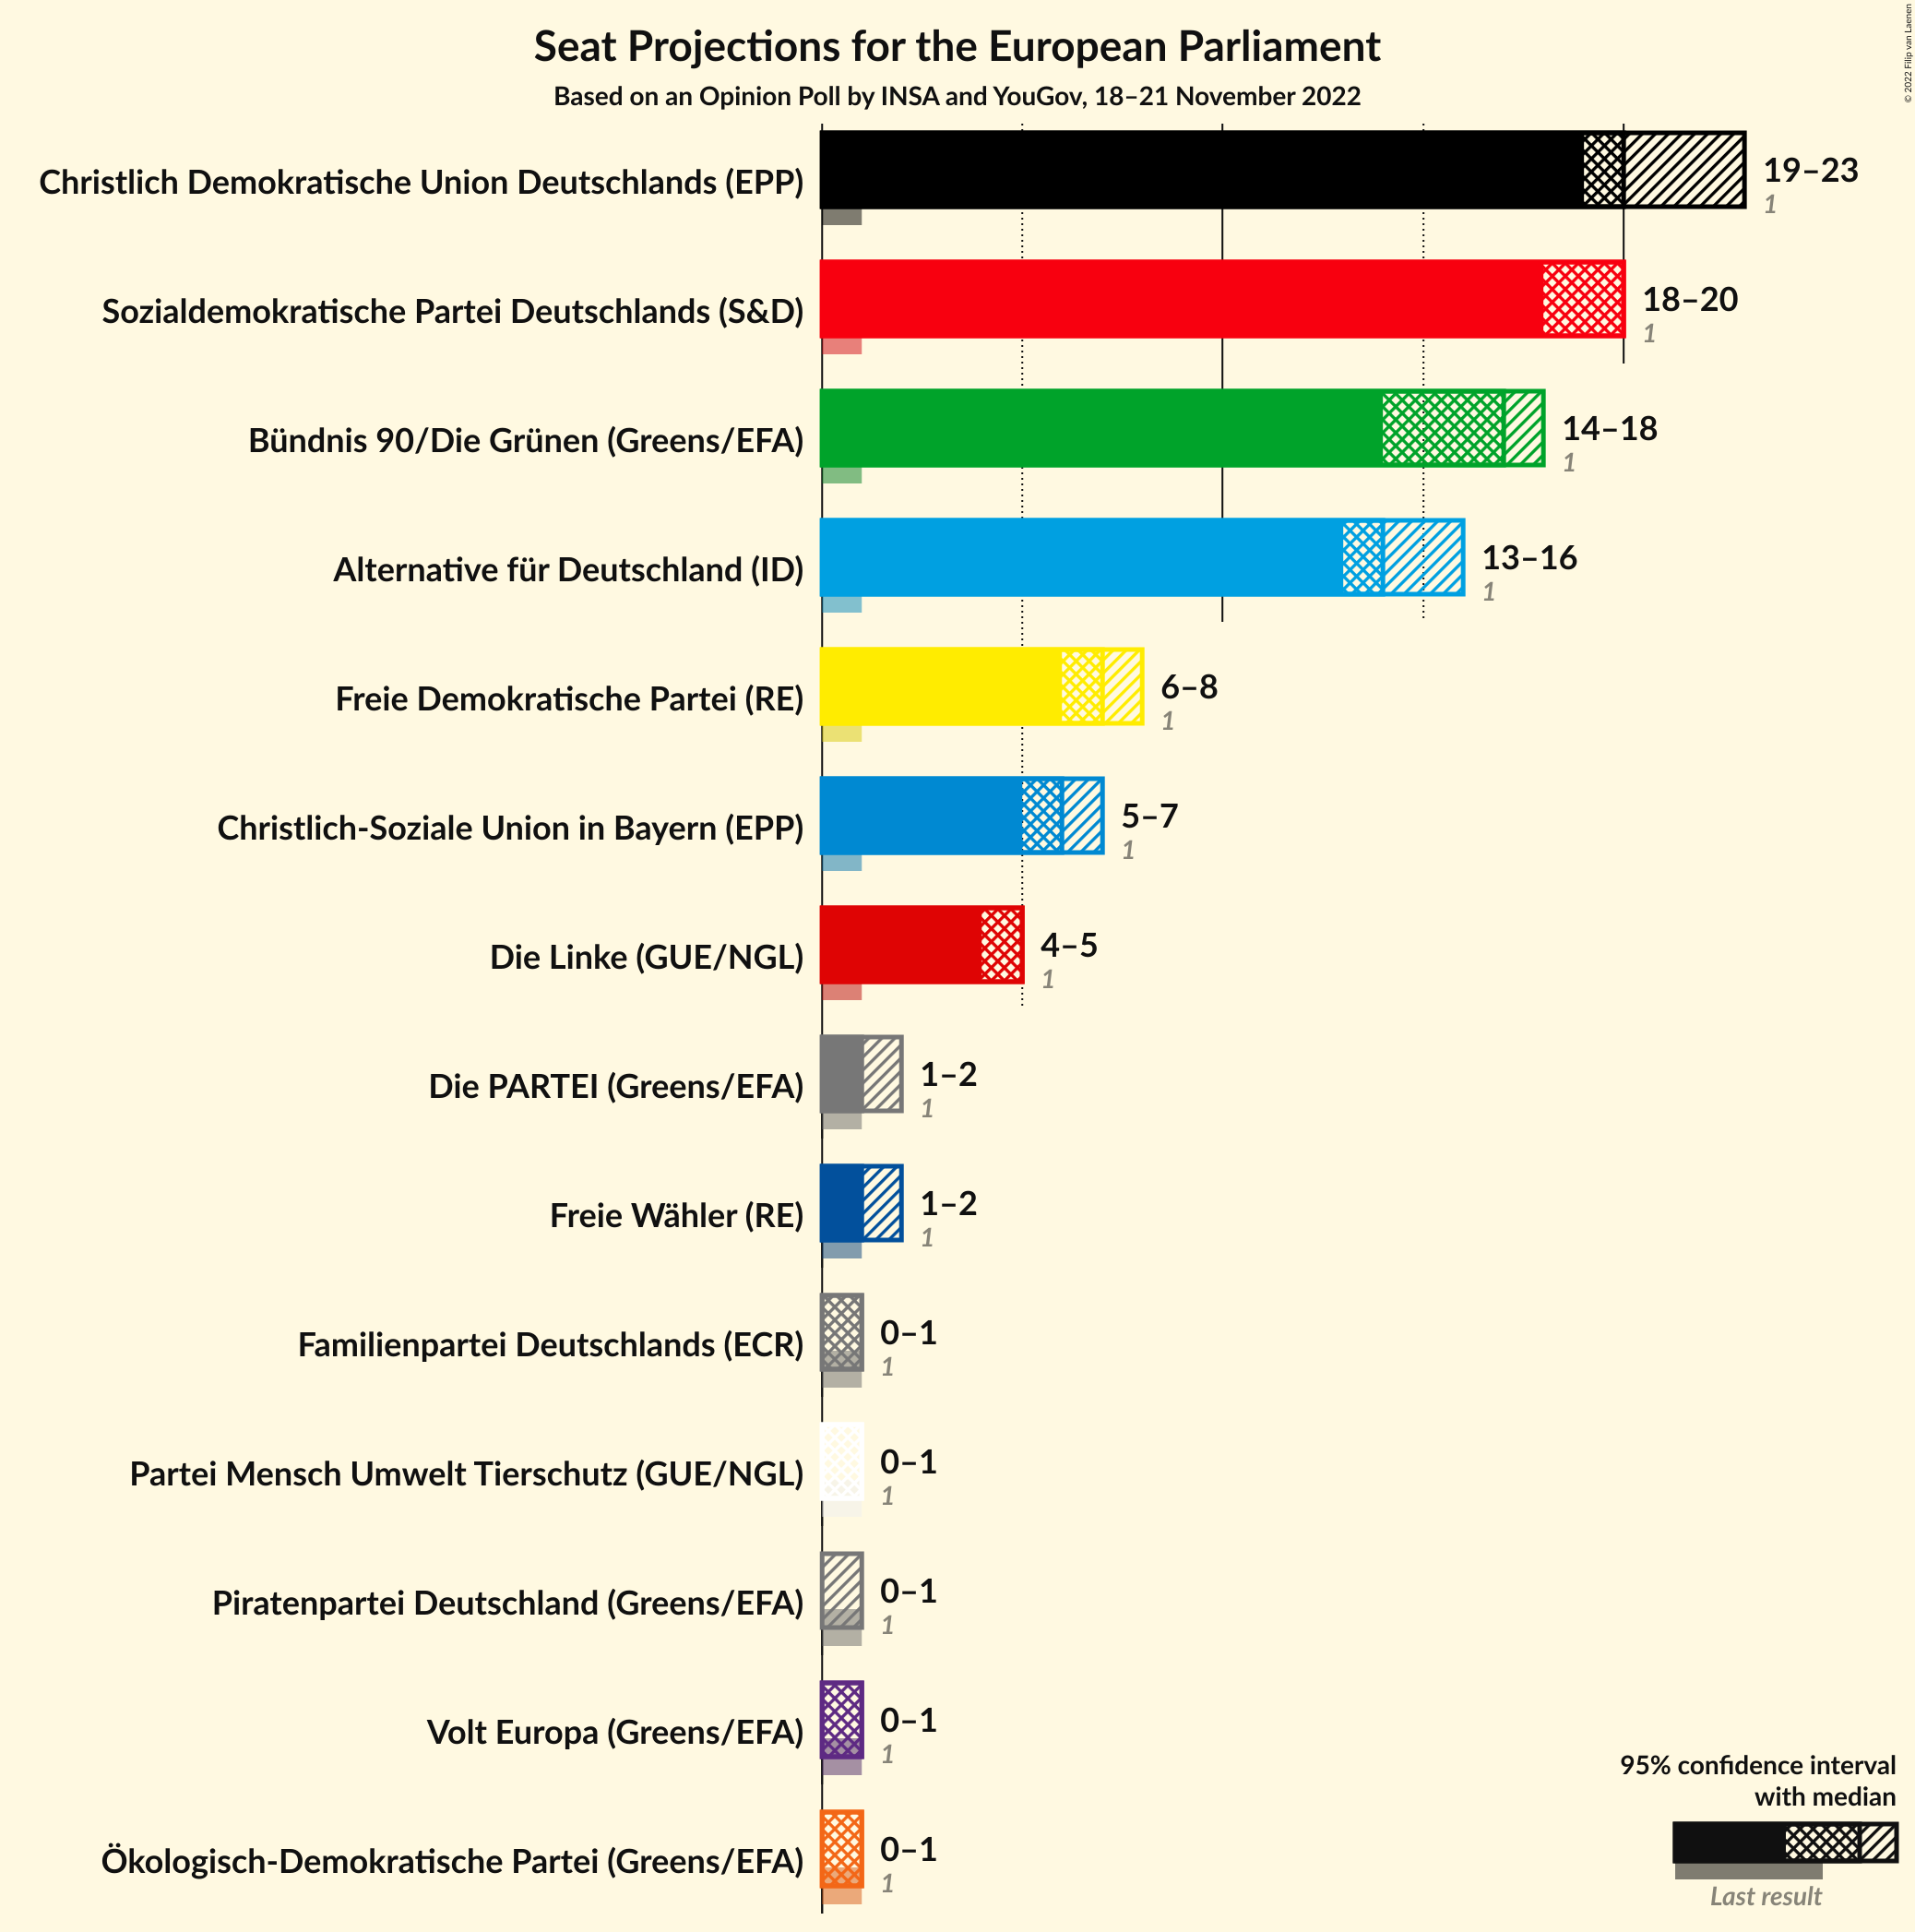 Seat Projections for the European Parliament
Based on an Opinion Poll by INSA and YouGov, 18–21 November 2022
© 2022 Filip van Laenen
Christlich Demokratische Union Deutschlands (EPP)
19–23
1
Sozialdemokratische Partei Deutschlands (S&D)
18–20
1
Bündnis 90/Die Grünen (Greens/EFA)
14–18
1
Alternative für Deutschland (ID)
13–16
1
Freie Demokratische Partei (RE)
6–8
1
Christlich-Soziale Union in Bayern (EPP)
5–7
1
Die Linke (GUE/NGL)
4–5
1
Die PARTEI (Greens/EFA)
1–2
1
Freie Wähler (RE)
1–2
1
Familienpartei Deutschlands (ECR)
0–1
1
Partei Mensch Umwelt Tierschutz (GUE/NGL)
0–1
1
Piratenpartei Deutschland (Greens/EFA)
0–1
1
Volt Europa (Greens/EFA)
0–1
1
Ökologisch-Demokratische Partei (Greens/EFA)
0–1
1
95% confidence interval
with median
Last result